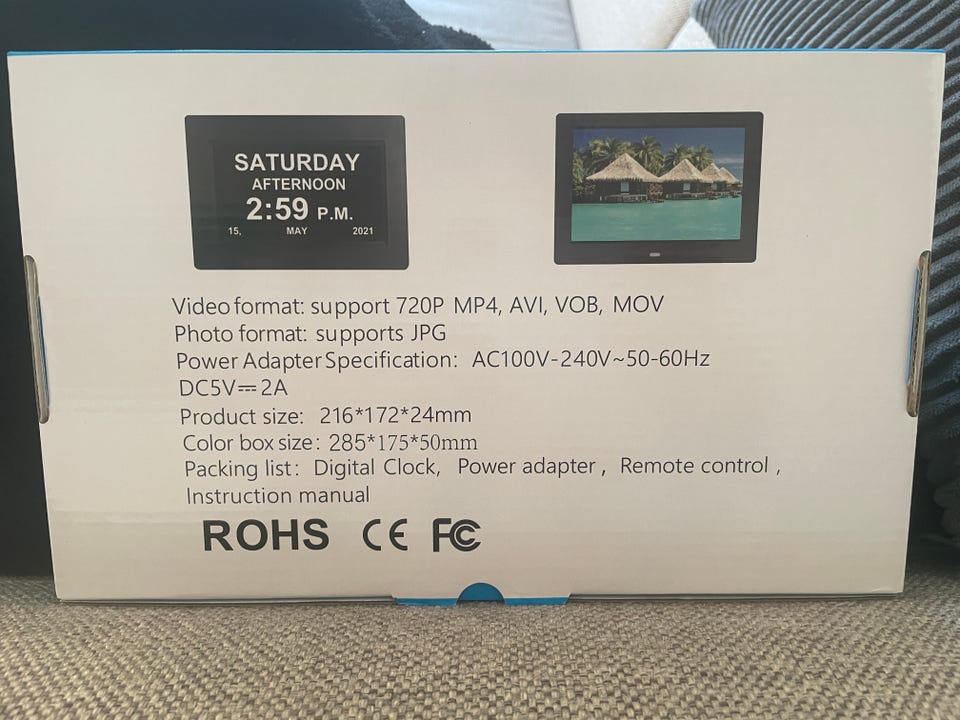 SATURDAY
AFTERNOON
2:59 P.M.
15, MAY 2021
Video format: support 720P MP4, AVI, VOB, MOV
Photo format: supports JPG
Power Adapter Specification: AC100V-240V~50-60Hz
DC5V⎓2A
Product size: 216*172*24mm
Color box size: 285*175*50mm
Packing list: Digital Clock, Power adapter , Remote control ,
Instruction manual
ROHS CE FC